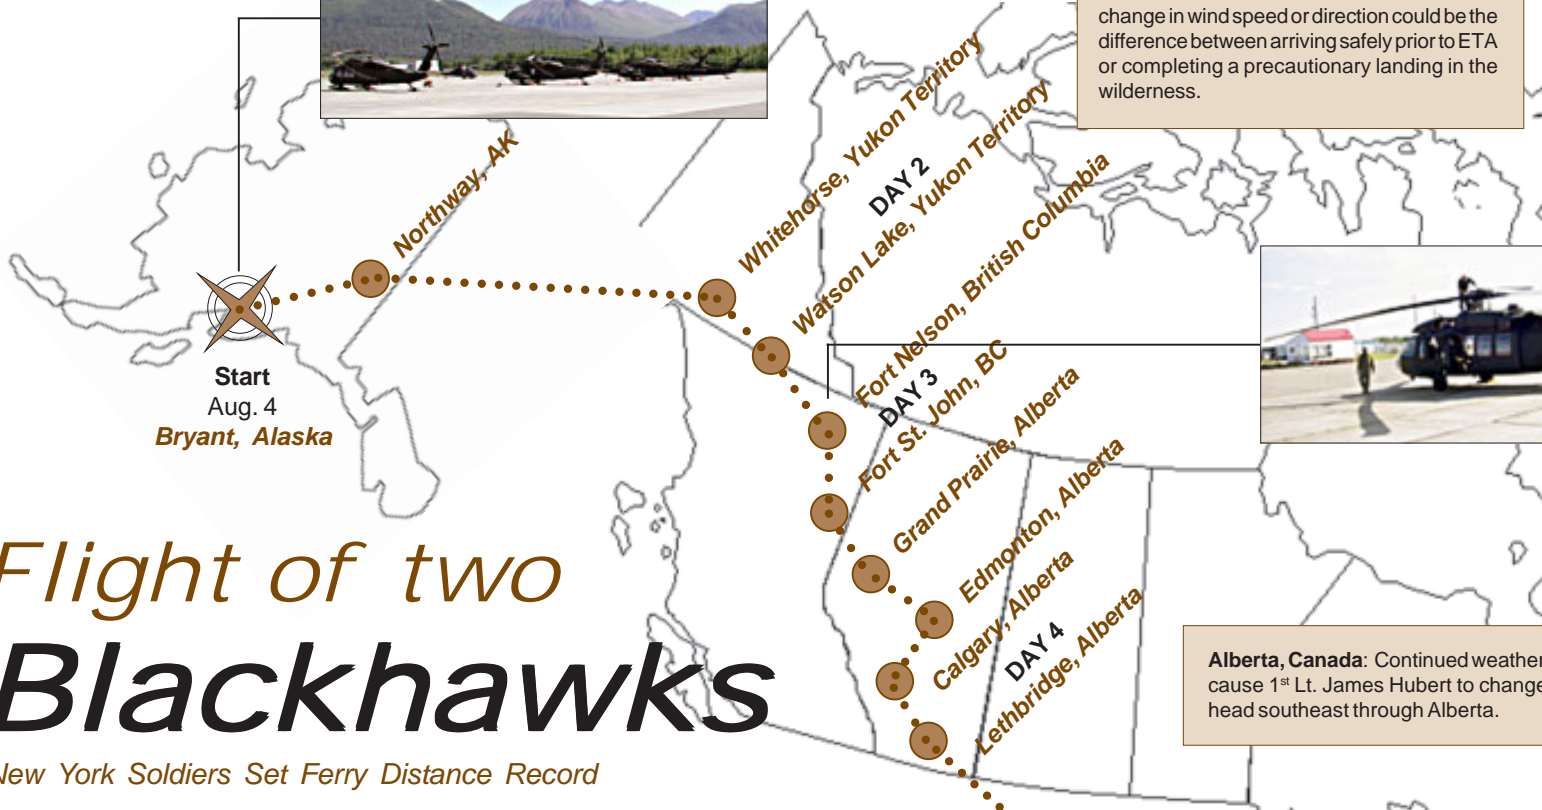 change in wind speed or direction could be the
difference between arriving safely prior to ETA
or completing a precautionary landing in the
wilderness.
Northway, AK
Whitehorse, Yukon Territory
DAY 2
Watson Lake, Yukon Territory
Fort Nelson, British Columbia
DAY 3
Fort St. John, BC
Grand Prairie, Alberta
Edmonton, Alberta
Calgary, Alberta
DAY 4
Lethbridge, Alberta
Start
Aug. 4
Bryant, Alaska
Flight of two
Blackhawks
New York Soldiers Set Ferry Distance Record
Alberta, Canada: Continued weather
cause 1st Lt. James Hubert to change
head southeast through Alberta.